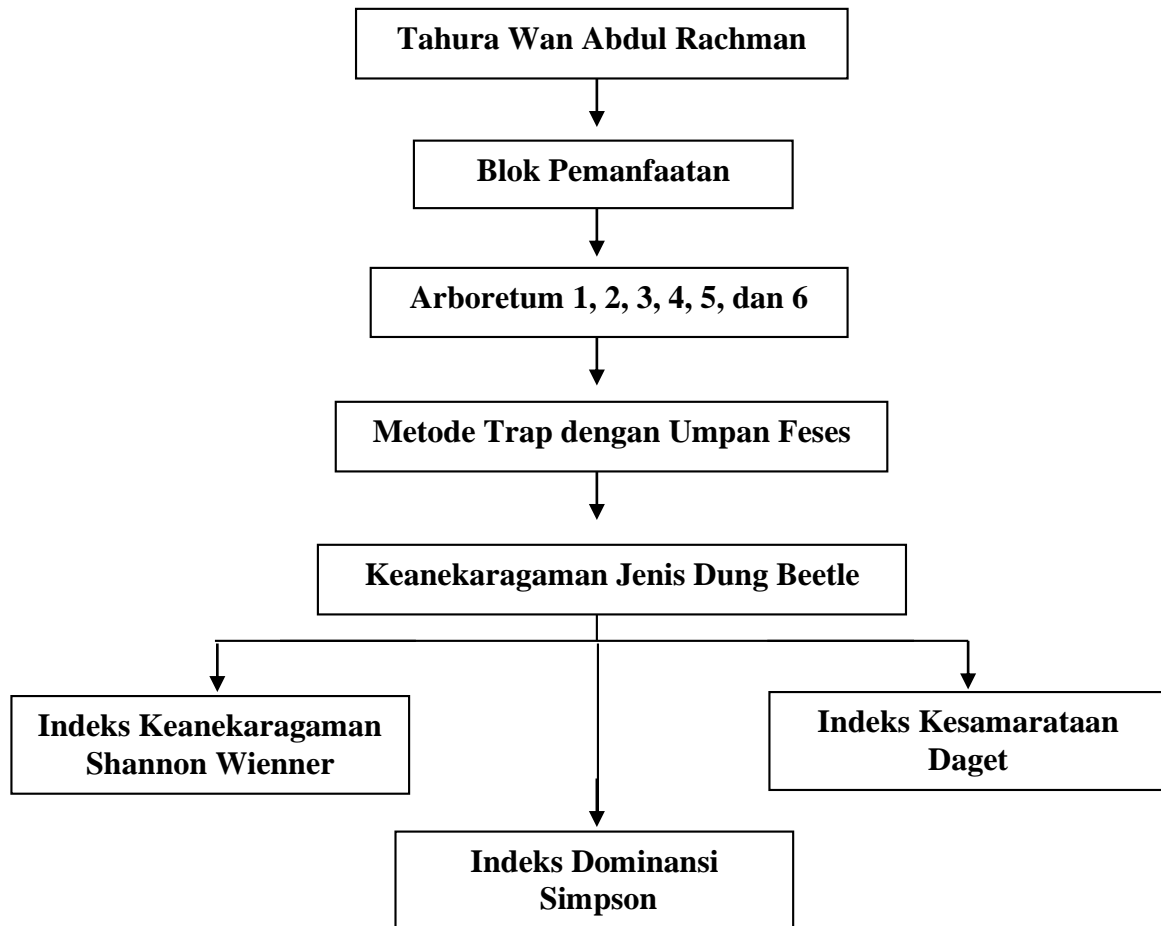 Tahura Wan Abdul Rachman
Blok Pemanfaatan
Arboretum 1, 2, 3, 4, 5, dan 6
Metode Trap dengan Umpan Feses
Keanekaragaman Jenis Dung Beetle
Indeks Keanekaragaman
Shannon Wienner
Indeks Kesamarataan
Daget
Indeks Dominansi
Simpson